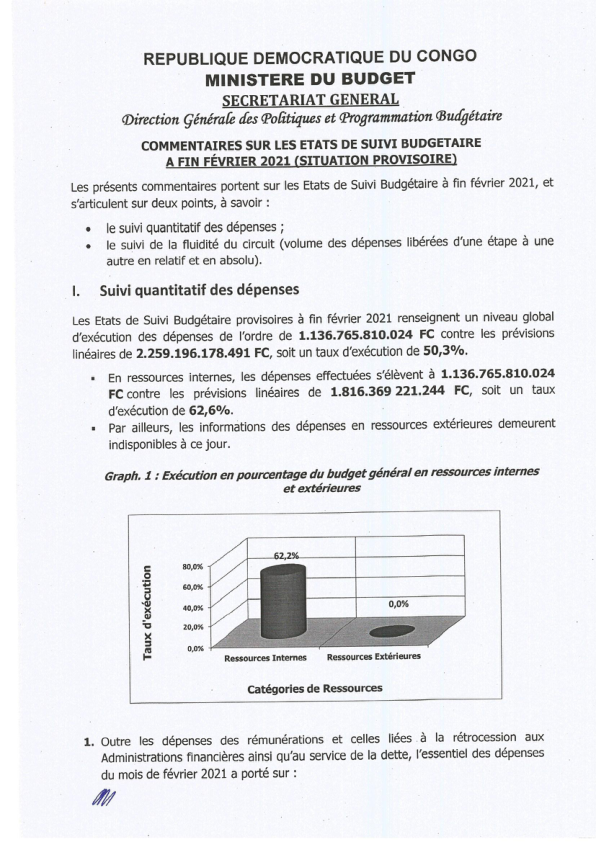 REPUBLIQUE DEMOCRATIQUE DU CONGO
MINISTERE DU BUDGET
SECRETARIAT GENERAL
Direction Générale des Politiques et Programmation Budgétaire
COMMENTAIRES SUR LES ETATS DE SUIVI BUDGETAIRE
A FIN FÉVRIER 2021 (SITUATION PROVISOIRE)
Les présents commentaires portent sur les Etats de Suivi Budgétaire à fin février 2021, et
s'articulent sur deux points, à savoir :
• le suivi quantitatif des dépenses ;
• le suivi de la fluidité du circuit (volume des dépenses libérées d'une étape à une
autre en relatif et en absolu).
I. Suivi quantitatif des dépenses
Les Etats de Suivi Budgétaire provisoires à fin février 2021 renseignent un niveau global
d'exécution des dépenses de l'ordre de 1.136.765.810.024 FC contre les prévisions
linéaires de 2.259.196.178.491 FC, soit un taux d'exécution de 50,3%.
▪ En ressources internes, les dépenses effectuées s'élèvent à 1.136.765.810.024
FC contre les prévisions linéaires de 1.816.369 221.244 FC, soit un taux
d'exécution de 62,6%.
▪ Par ailleurs, les informations des dépenses en ressources extérieures demeurent
indisponibles à ce jour.
Graph. 1 : Exécution en pourcentage du budget général en ressources internes
et extérieures
Taux d'exécution
80,0%
60,0%
40,0%
20,0%
0,0%
62,2%
0,0%
Ressources Internes Ressources Extérieures
Catégories de Ressources
1. Outre les dépenses des rémunérations et celles liées à la rétrocession aux
Administrations financières ainsi qu'au service de la dette, l'essentiel des dépenses
du mois de février 2021 a porté sur :